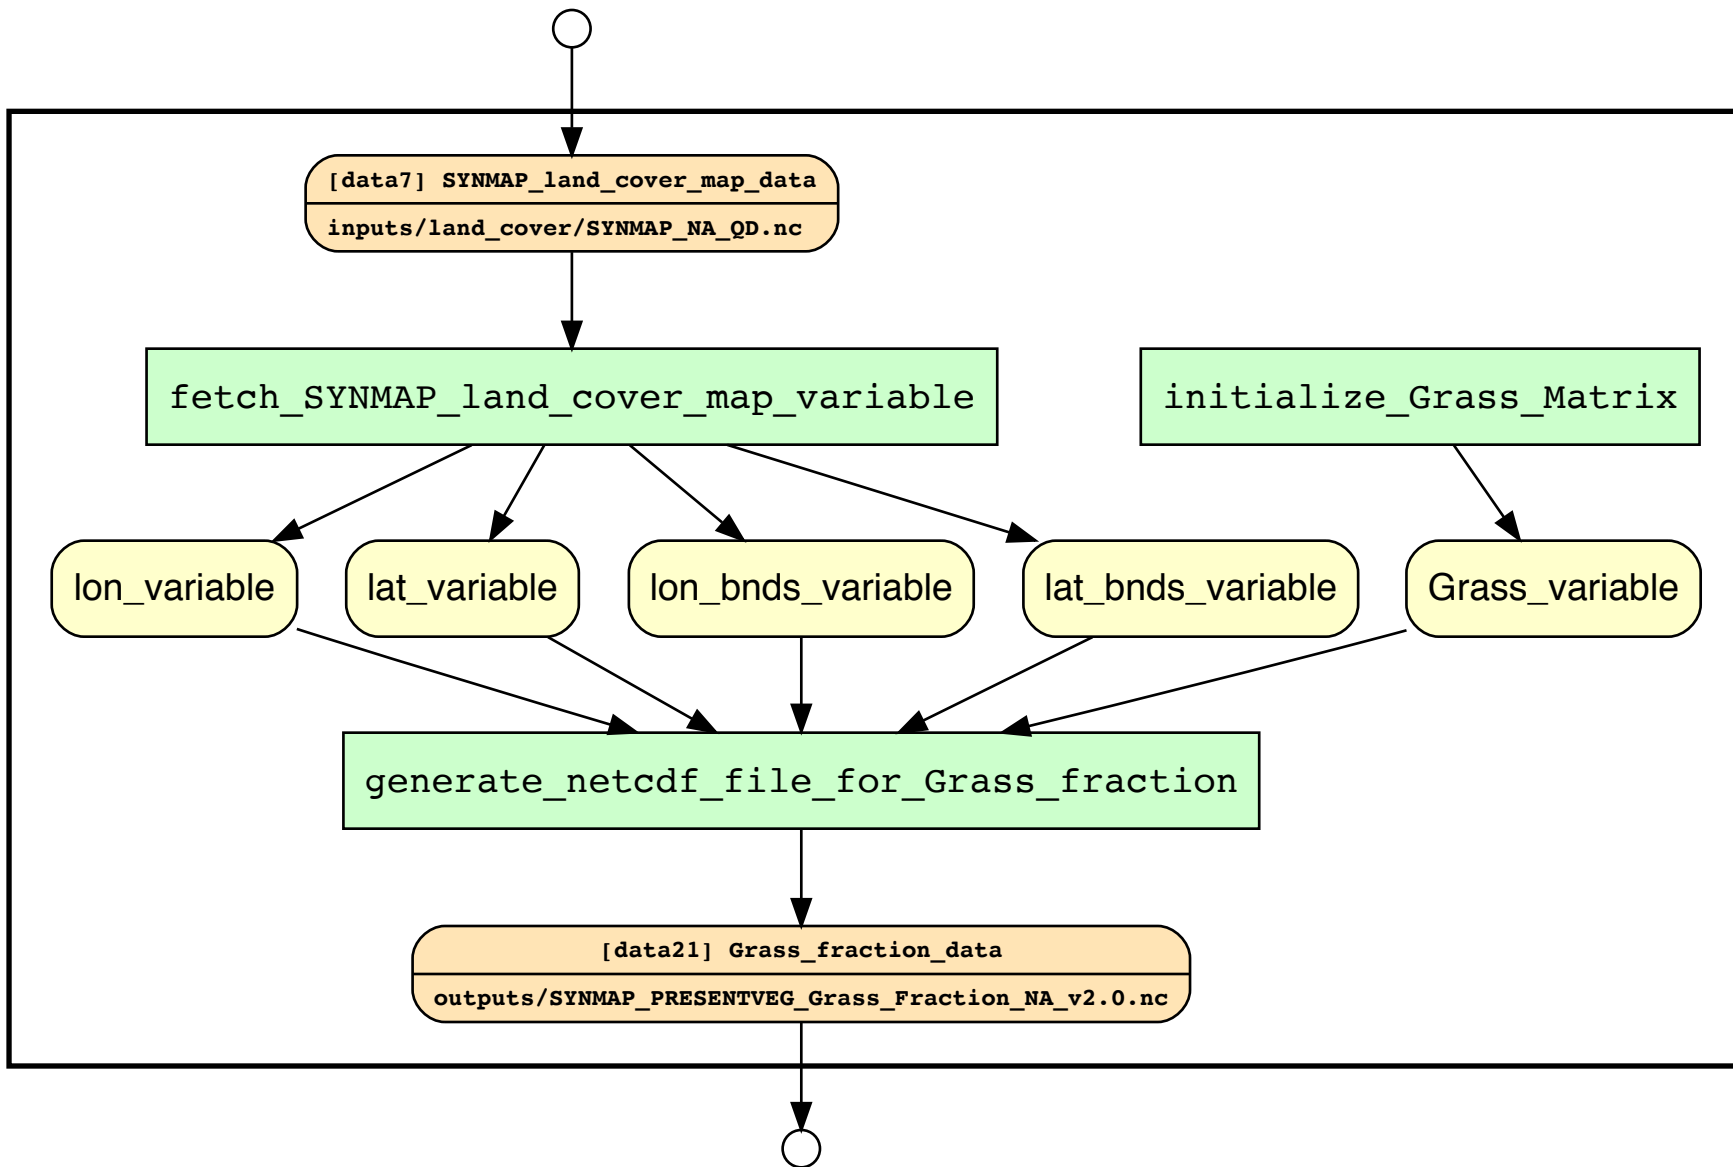 [data7] SYNMAP_land_cover_map_data
inputs/land_cover/SYNMAP_NA_QD.nc
fetch_SYNMAP_land_cover_map_variable
initialize_Grass_Matrix
lon_variable
lat_variable
lon_bnds_variable
lat_bnds_variable
Grass_variable
generate_netcdf_file_for_Grass_fraction
[data21] Grass_fraction_data
outputs/SYNMAP_PRESENTVEG_Grass_Fraction_NA_v2.0.nc